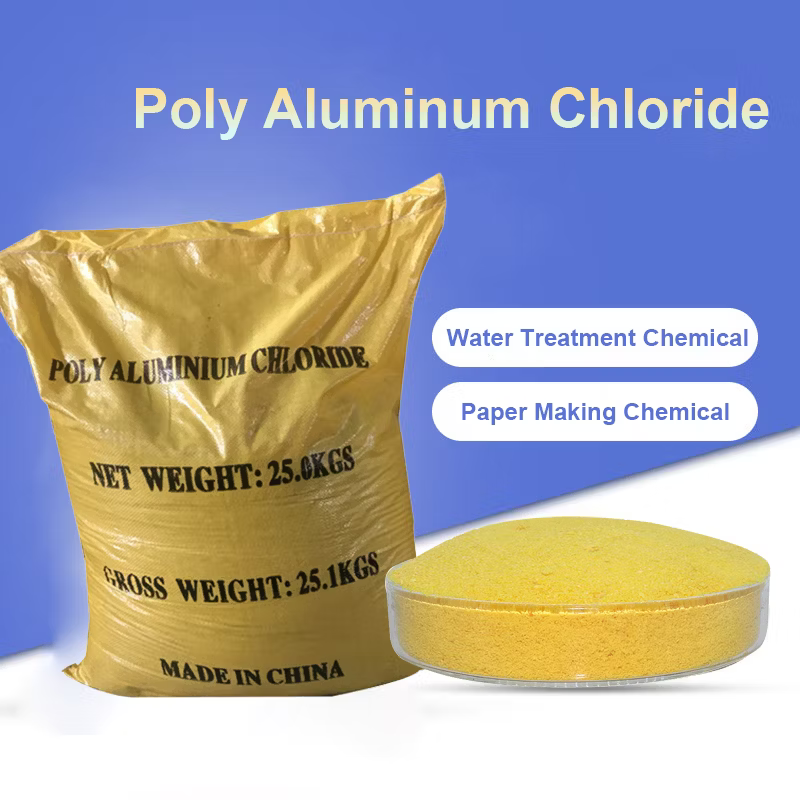 Poly Aluminum Chloride
POLY ALUMINIUM CHLORIDE
NET WEIGHT: 25.0KGS
GROSS WEIGHT: 25.1KGS
MADE IN CHINA
Water Treatment Chemical
Paper Making Chemical